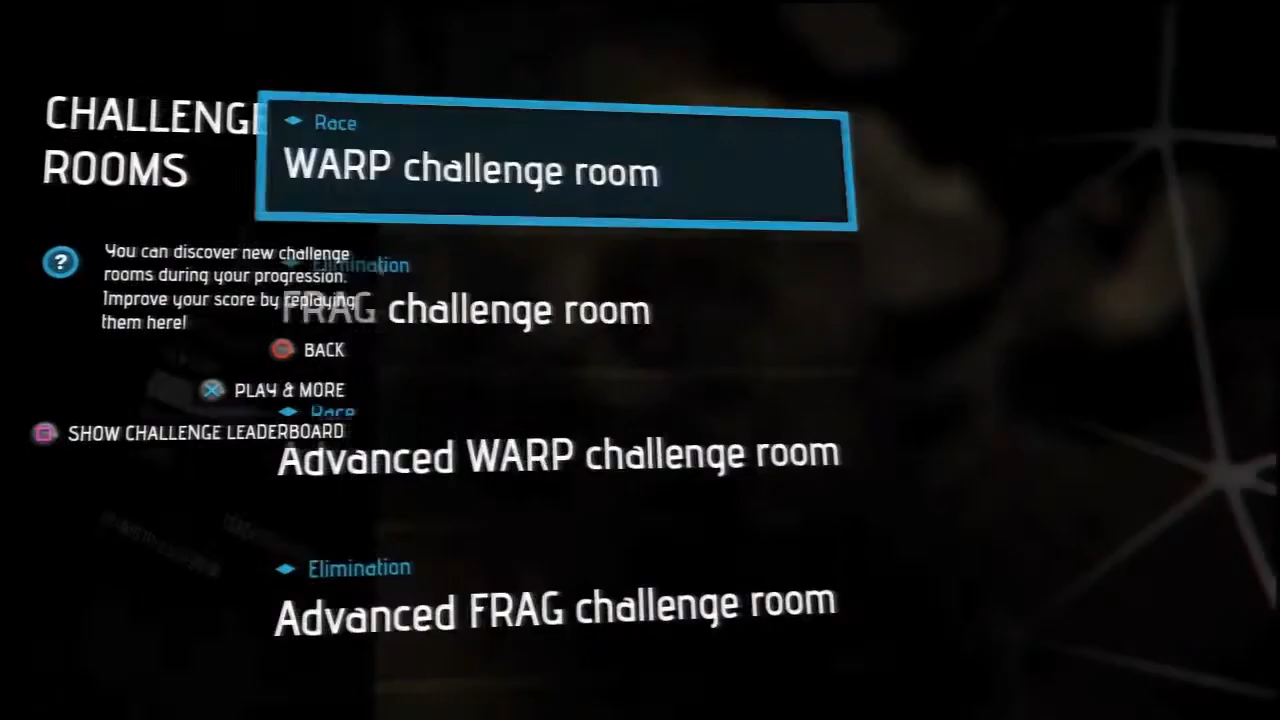 CHALLENGE
ROOMS
? You can discover new challenge
rooms during your progression.
Improve your score by replaying
them here!
BACK
PLAY & MORE
SHOW CHALLENGE LEADERBOARD
Race
WARP challenge room
Elimination
FRAG challenge room
Race
Advanced WARP challenge room
Elimination
Advanced FRAG challenge room